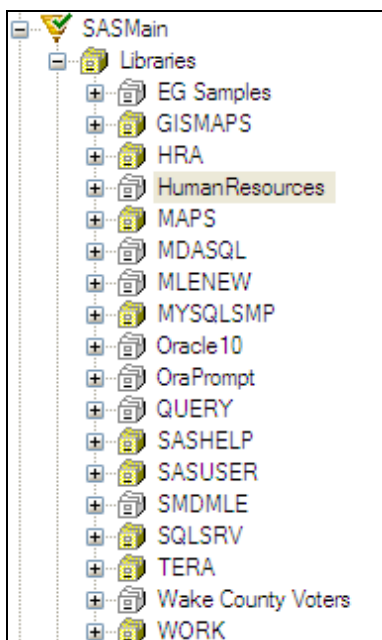 SASMain
Libraries
EG Samples
GISMAPS
HRA
HumanResources
MAPS
MDASQL
MLENEW
MYSQLSMP
Oracle10
OraPrompt
QUERY
SASHELP
SASUSER
SMDMLE
SQLSRV
TERA
Wake County Voters
WORK